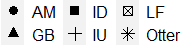 AM ID LF
GB IU Otter